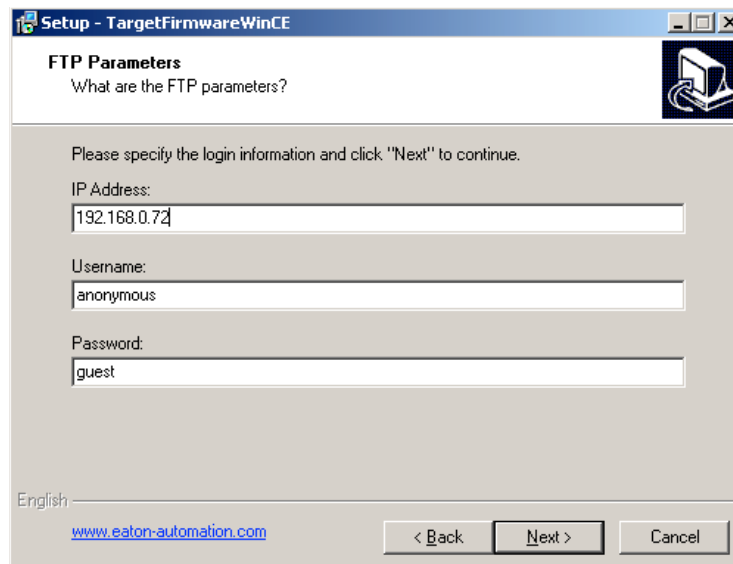 Setup - TargetFirmwareWinCE
FTP Parameters
What are the FTP parameters?
Please specify the login information and click "Next" to continue.
IP Address:
192.168.0.72
Username:
anonymous
Password:
guest
English
www.eaton-automation.com
< Back
Next >
Cancel